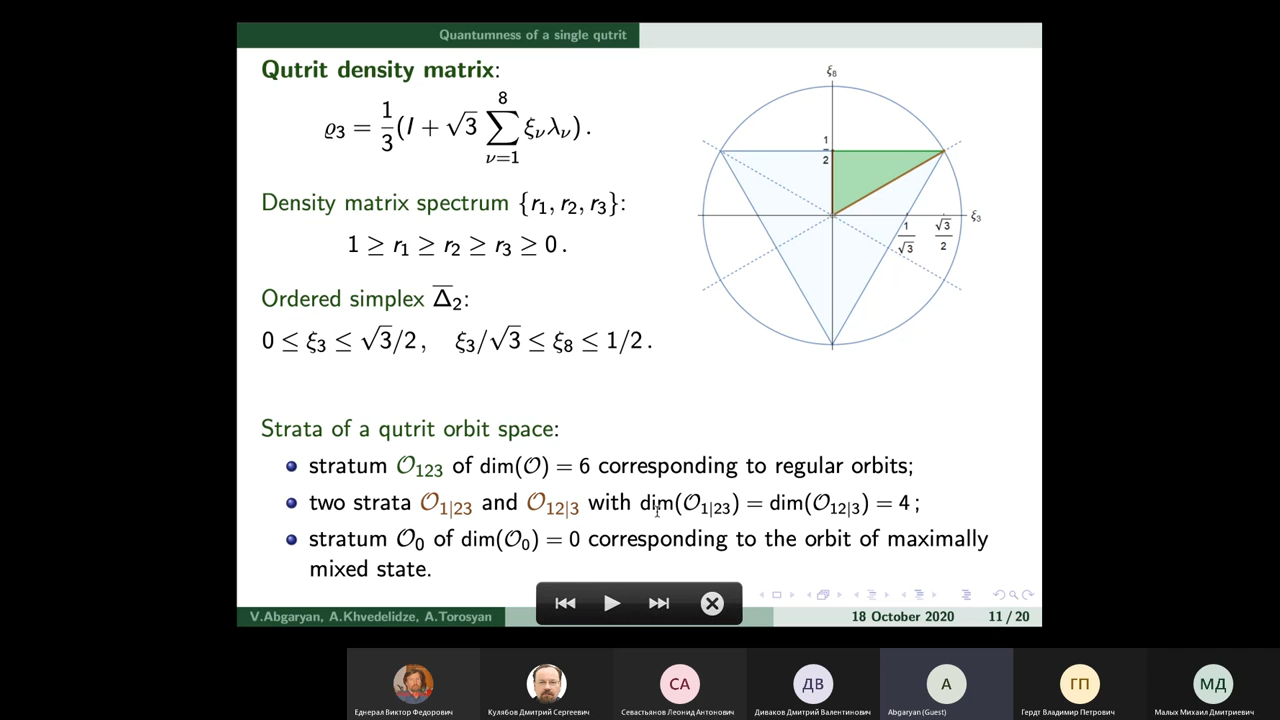 Quantumness of a single qutrit
Qutrit density matrix:
ϱ₃ = 1/3 (I + √3 ∑_{ν=1}^{8} ξ_ν λ_ν) .
Density matrix spectrum {r₁, r₂, r₃}:
1 ≥ r₁ ≥ r₂ ≥ r₃ ≥ 0 .
Ordered simplex Δ̅₂:
0 ≤ ξ₃ ≤ √3/2 , ξ₃/√3 ≤ ξ₈ ≤ 1/2 .
ξ₈
1/2
ξ₃
1/√3
√3/2
Strata of a qutrit orbit space:
stratum 𝒪₁₂₃ of dim(𝒪) = 6 corresponding to regular orbits;
two strata 𝒪₁|₂₃ and 𝒪₁₂|₃ with dim(𝒪₁|₂₃) = dim(𝒪₁₂|₃) = 4 ;
stratum 𝒪₀ of dim(𝒪₀) = 0 corresponding to the orbit of maximally
mixed state.
V.Abgaryan, A.Khvedelidze, A.Torosyan
18 October 2020
11 / 20
Еднерал Виктор Федорович
Кулябов Дмитрий Сергеевич
СА
Севастьянов Леонид Антонович
ДВ
Диваков Дмитрий Валентинович
A
Abgaryan (Guest)
ГП
Гердт Владимир Петрович
МД
Малых Михаил Дмитриевич